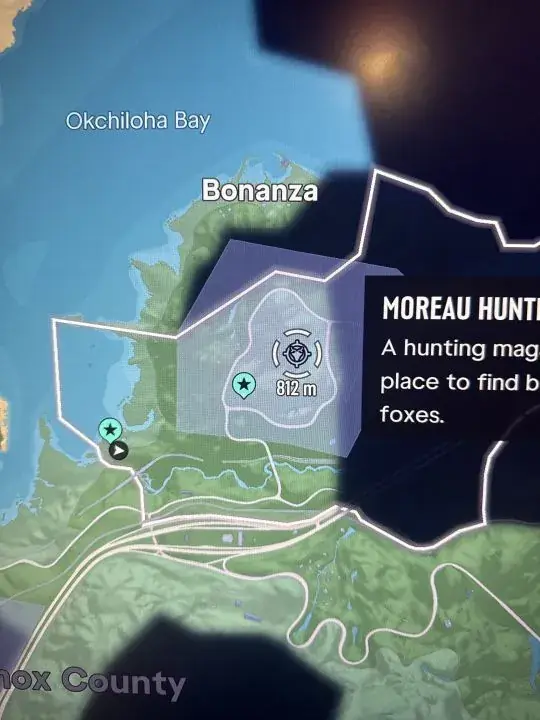 Okchiloha Bay
Bonanza
MOREAU HUNT
A hunting mag
place to find b
foxes.
812 m
nox County